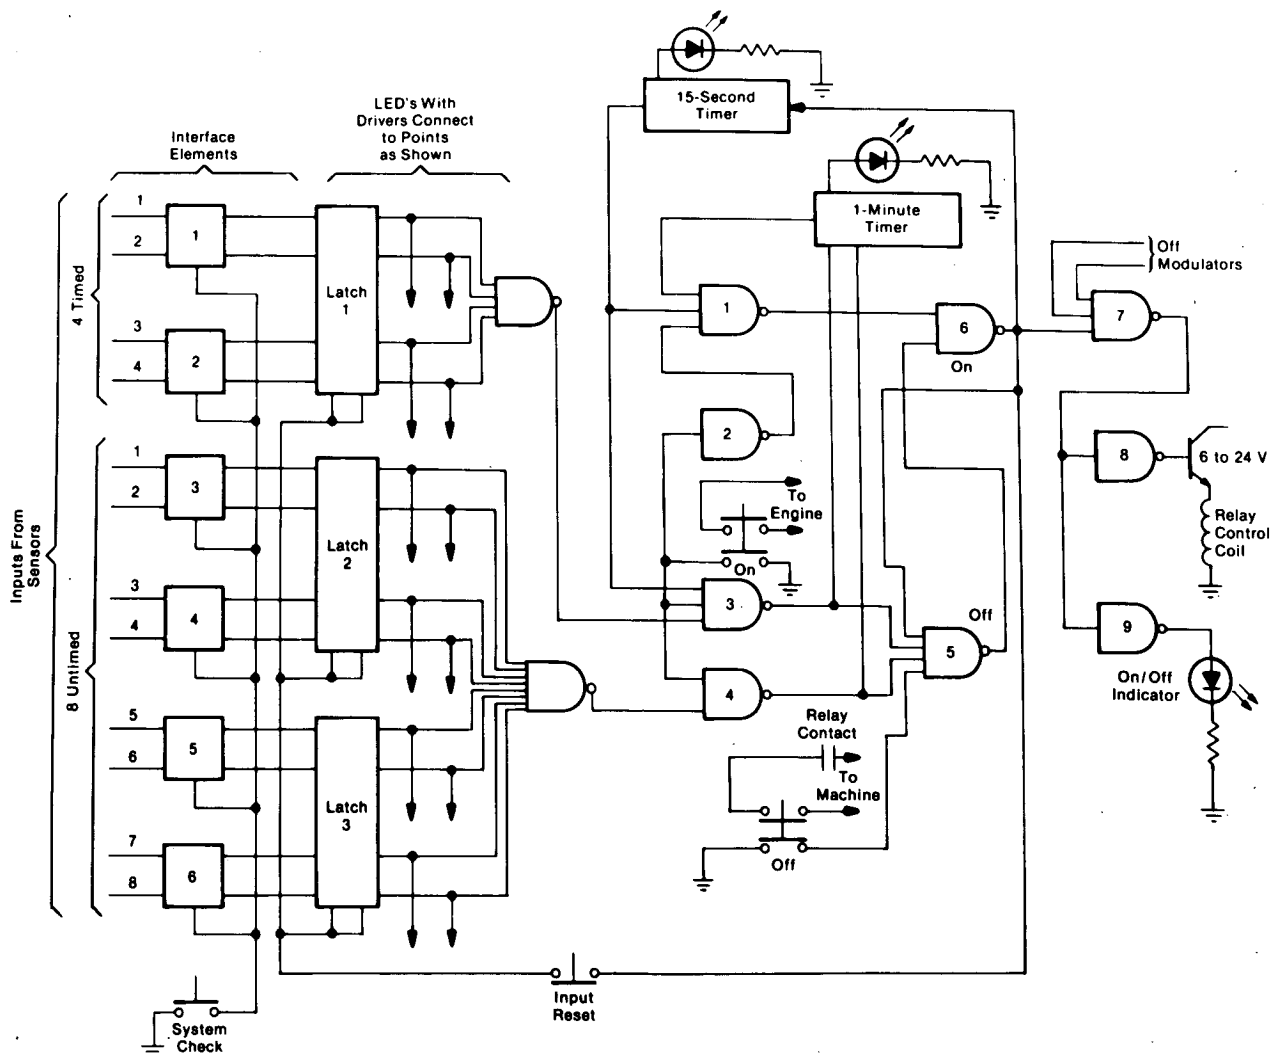 15-Second
Timer
LED's With
Drivers Connect
to Points
as Shown
Interface
Elements
1-Minute
Timer
Inputs From
Sensors
4 Timed
8 Untimed
1
2
3
4
1
2
3
4
5
6
7
8
1
2
3
4
5
6
Latch
1
Latch
2
Latch
3
1
2
3
4
5
Off
6
On
7
8
9
Off
Modulators
6 to 24 V
Relay
Control
Coil
On/Off
Indicator
To
Engine
On
Relay
Contact
To
Machine
Off
Input
Reset
System
Check